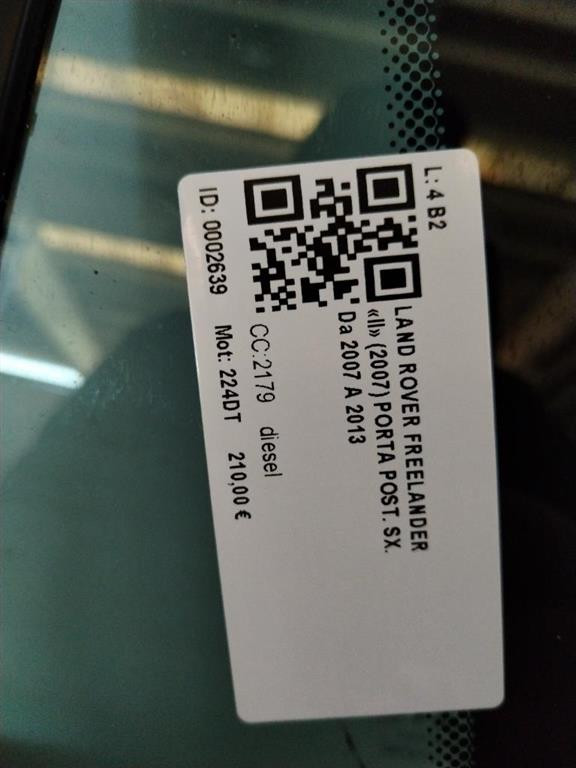 L: 4 B2
LAND ROVER FREELANDER
«II» (2007) PORTA POST. SX.
Da 2007 A 2013
CC:2179 diesel
ID: 0002639 Mot: 224DT 210,00 €